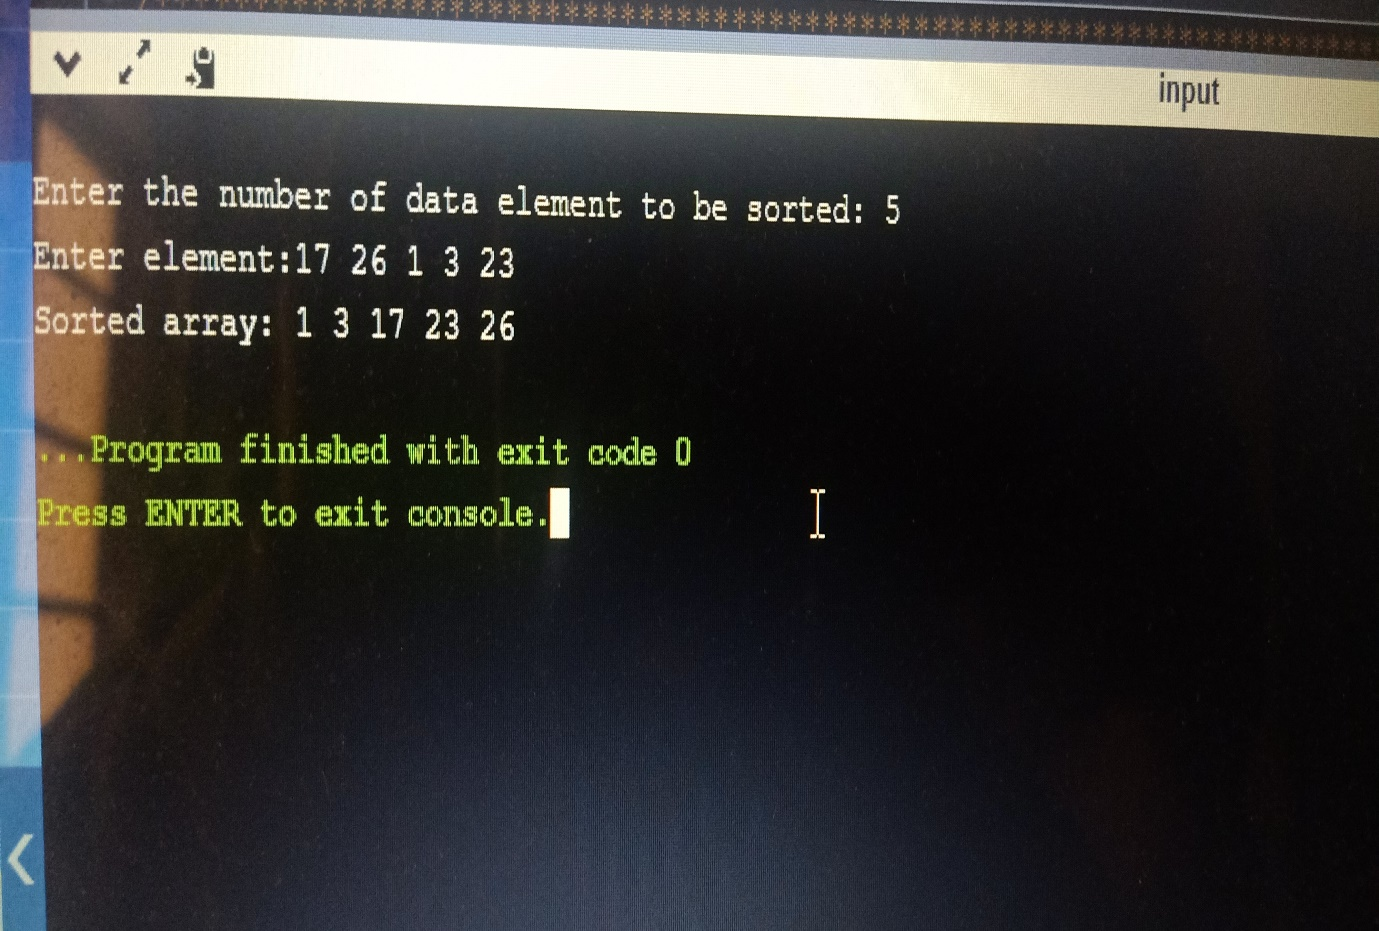 input
Enter the number of data element to be sorted: 5
Enter element:17 26 1 3 23
Sorted array: 1 3 17 23 26
...Program finished with exit code 0
Press ENTER to exit console.